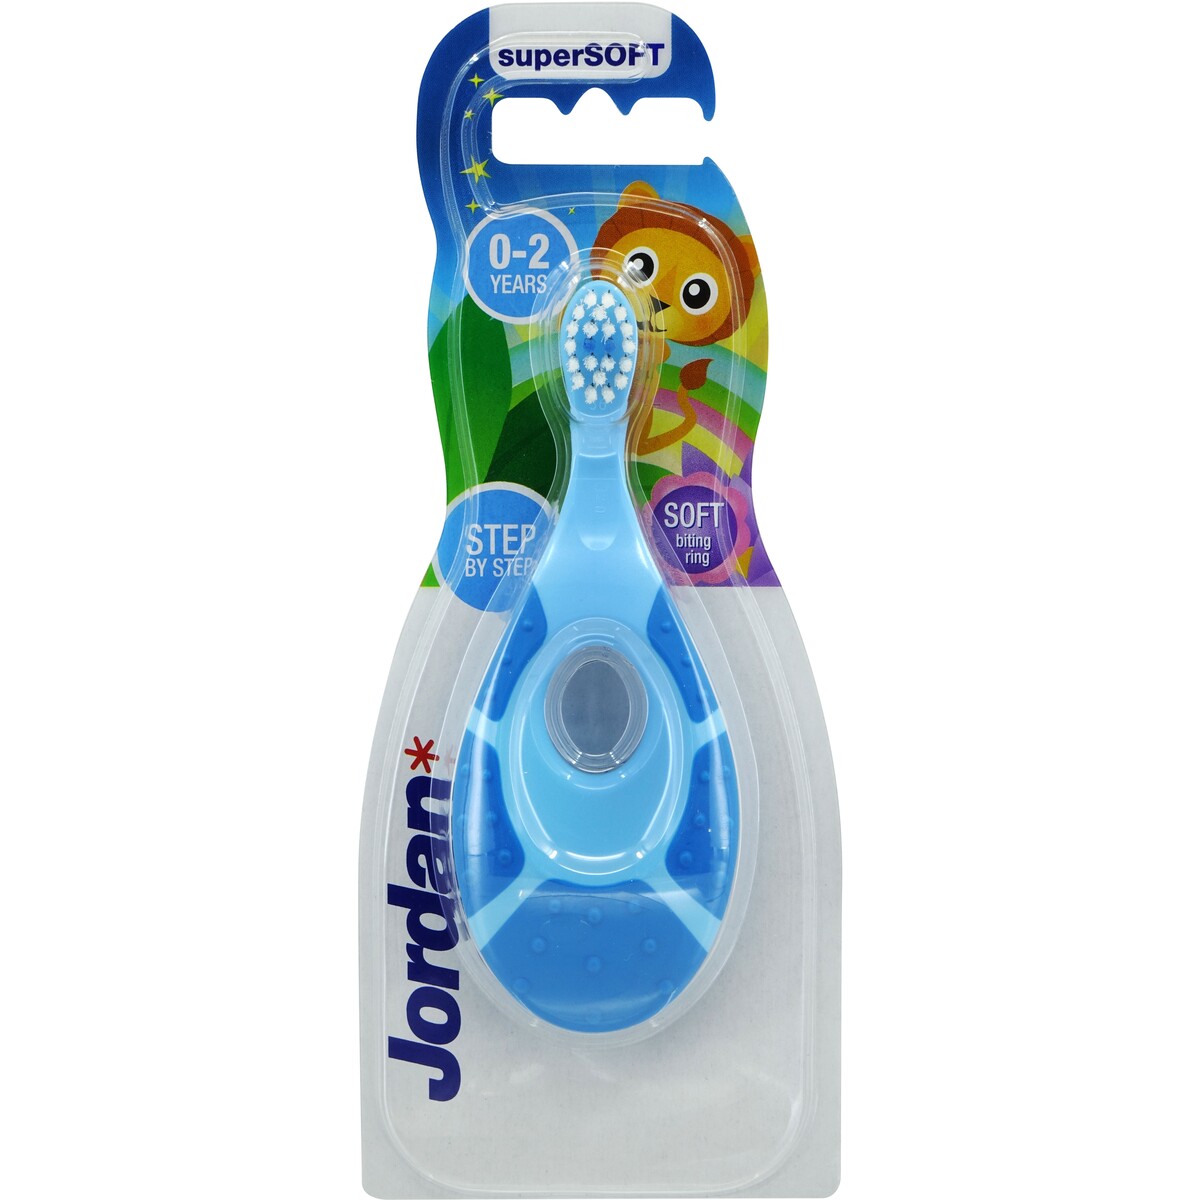 superSOFT
0-2
YEARS
STEP
BY STEP
SOFT
biting
ring
Jordan*